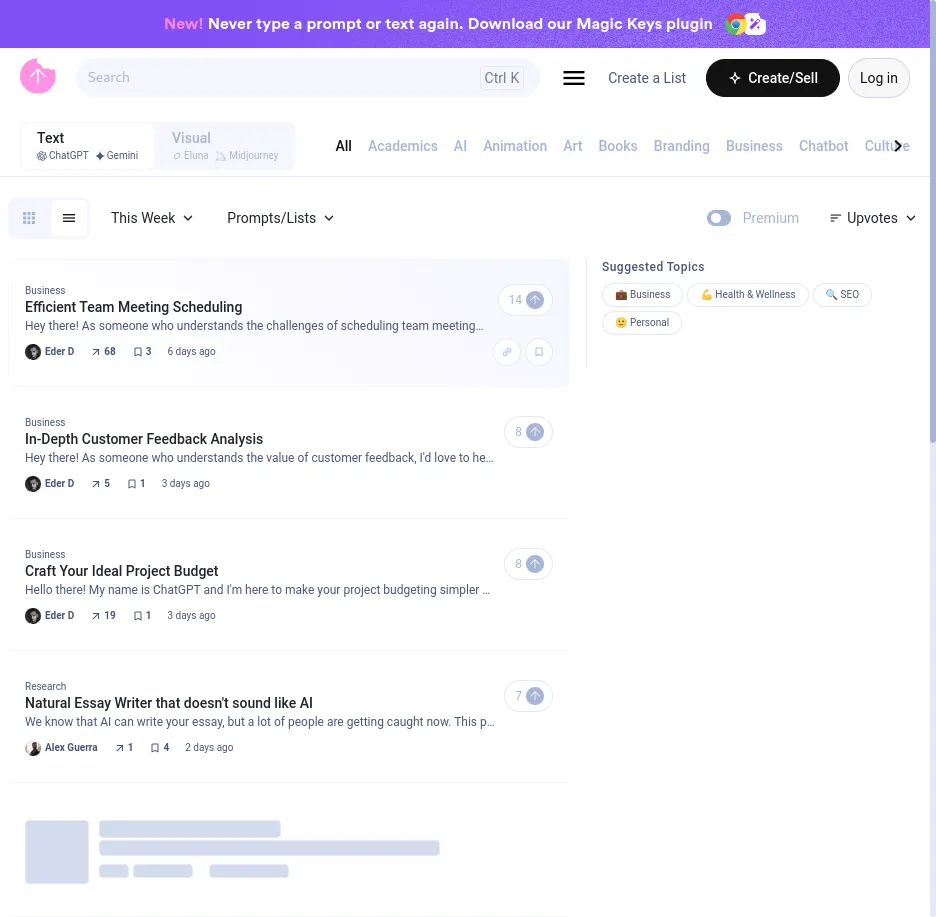 New! Never type a prompt or text again. Download our Magic Keys plugin
Search
Ctrl K
Create a List
Create/Sell
Log in
Text
ChatGPT Gemini
Visual
Eluna Midjourney
All Academics AI Animation Art Books Branding Business Chatbot Culture
This Week
Prompts/Lists
Premium
Upvotes
Business
Efficient Team Meeting Scheduling
Hey there! As someone who understands the challenges of scheduling team meeting...
Eder D 68 3 6 days ago
14
Business
In-Depth Customer Feedback Analysis
Hey there! As someone who understands the value of customer feedback, I'd love to he...
Eder D 5 1 3 days ago
8
Business
Craft Your Ideal Project Budget
Hello there! My name is ChatGPT and I'm here to make your project budgeting simpler ...
Eder D 19 1 3 days ago
8
Research
Natural Essay Writer that doesn't sound like AI
We know that AI can write your essay, but a lot of people are getting caught now. This p...
Alex Guerra 1 4 2 days ago
7
Suggested Topics
💼 Business 💪 Health & Wellness 🔍 SEO
🙂 Personal